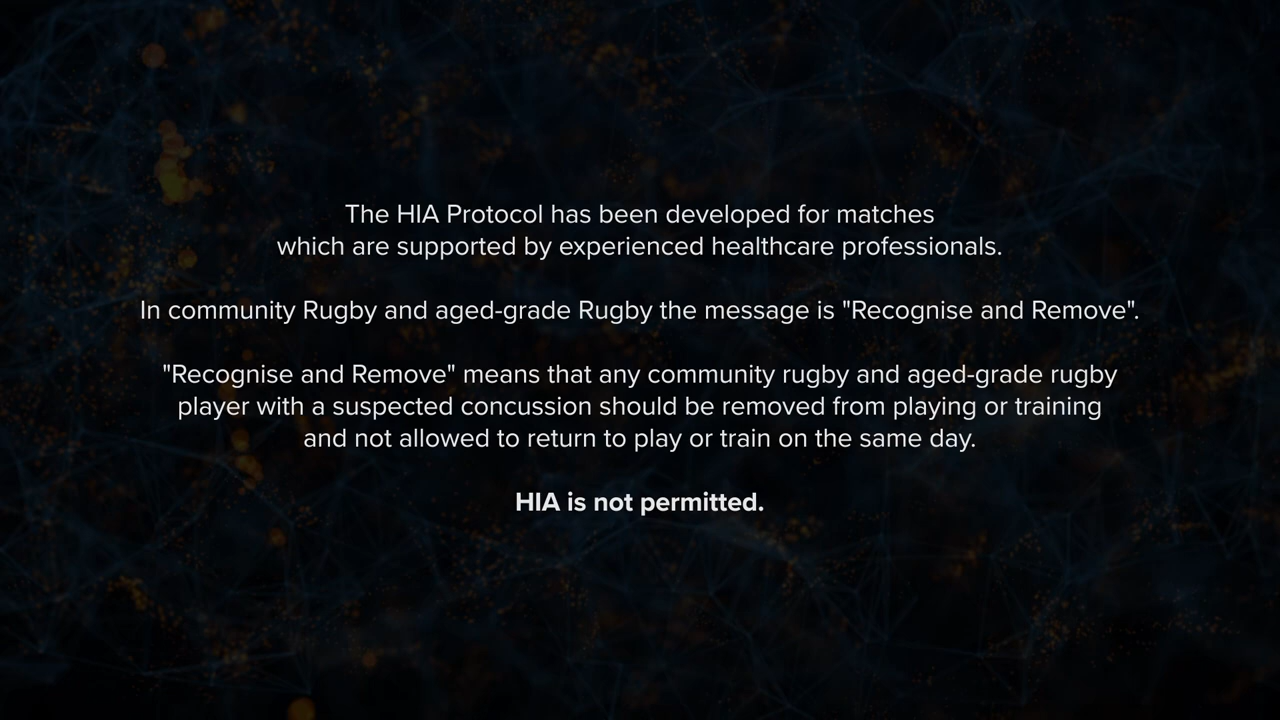 The HIA Protocol has been developed for matches
which are supported by experienced healthcare professionals.
In community Rugby and aged-grade Rugby the message is "Recognise and Remove".
"Recognise and Remove" means that any community rugby and aged-grade rugby
player with a suspected concussion should be removed from playing or training
and not allowed to return to play or train on the same day.
HIA is not permitted.